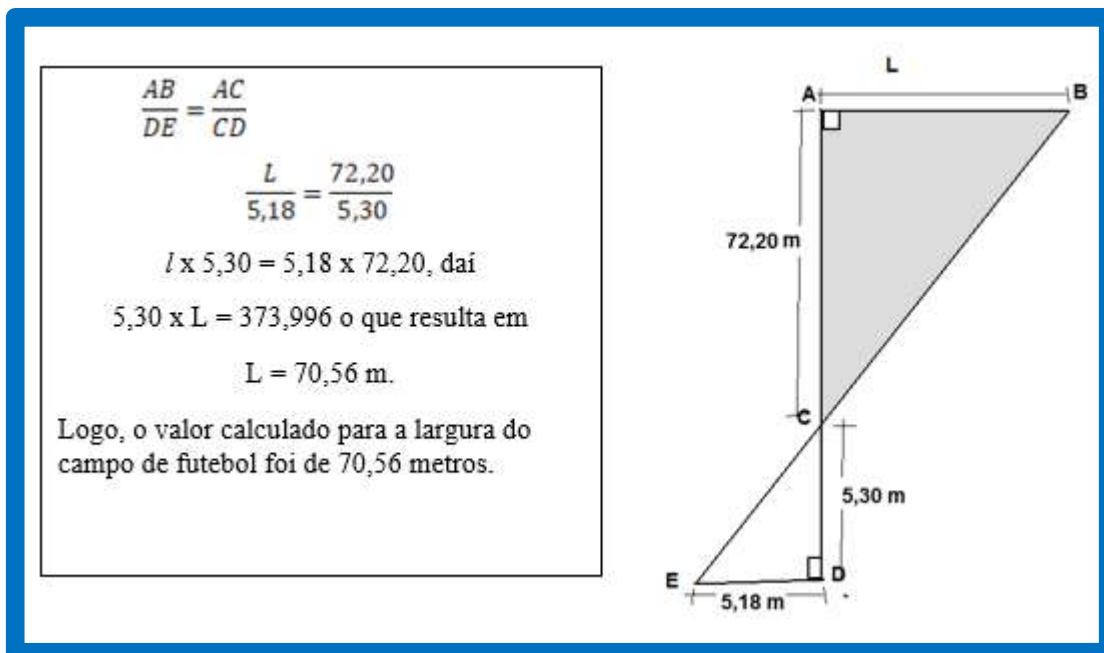 AB/DE = AC/CD
L/5,18 = 72,20/5,30
l x 5,30 = 5,18 x 72,20, daí
5,30 x L = 373,996 o que resulta em
L = 70,56 m.
Logo, o valor calculado para a largura do
campo de futebol foi de 70,56 metros.
L
A
B
72,20 m
C
5,30 m
E
D
5,18 m